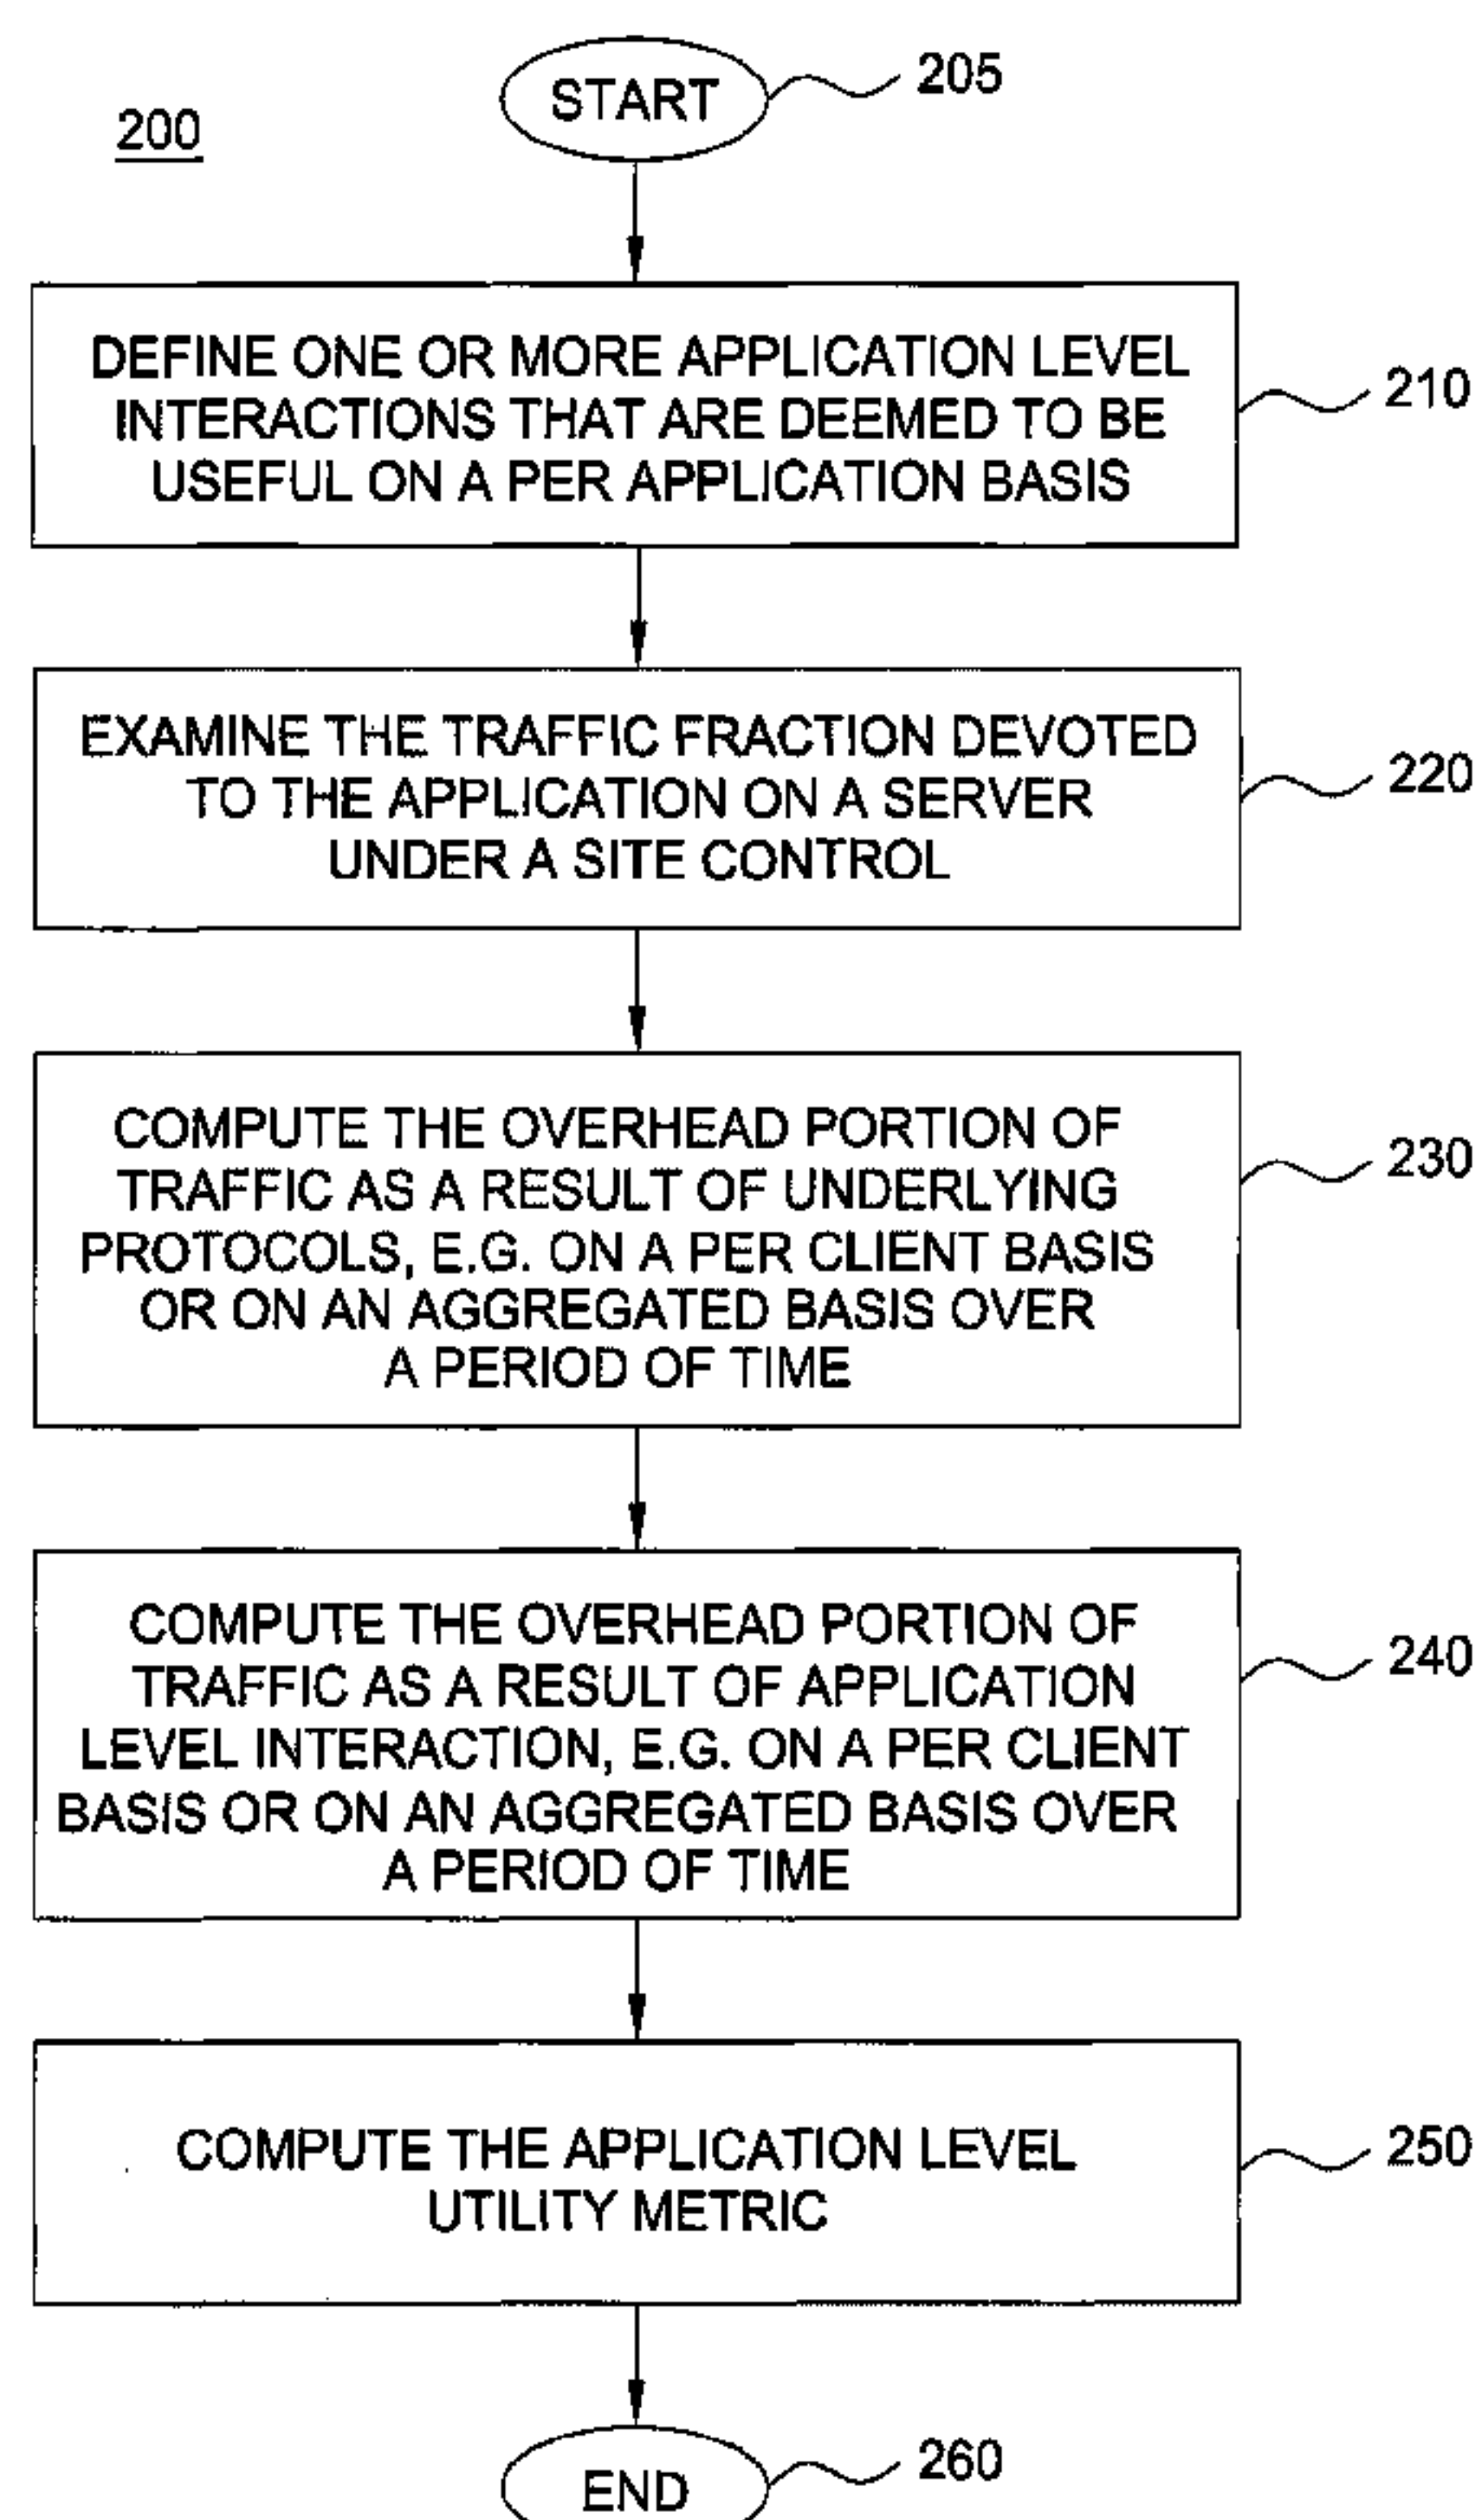 200
START
205
DEFINE ONE OR MORE APPLICATION LEVEL
INTERACTIONS THAT ARE DEEMED TO BE
USEFUL ON A PER APPLICATION BASIS
210
EXAMINE THE TRAFFIC FRACTION DEVOTED
TO THE APPLICATION ON A SERVER
UNDER A SITE CONTROL
220
COMPUTE THE OVERHEAD PORTION OF
TRAFFIC AS A RESULT OF UNDERLYING
PROTOCOLS, E.G. ON A PER CLIENT BASIS
OR ON AN AGGREGATED BASIS OVER
A PERIOD OF TIME
230
COMPUTE THE OVERHEAD PORTION OF
TRAFFIC AS A RESULT OF APPLICATION
LEVEL INTERACTION, E.G. ON A PER CLIENT
BASIS OR ON AN AGGREGATED BASIS OVER
A PERIOD OF TIME
240
COMPUTE THE APPLICATION LEVEL
UTILITY METRIC
250
END
260